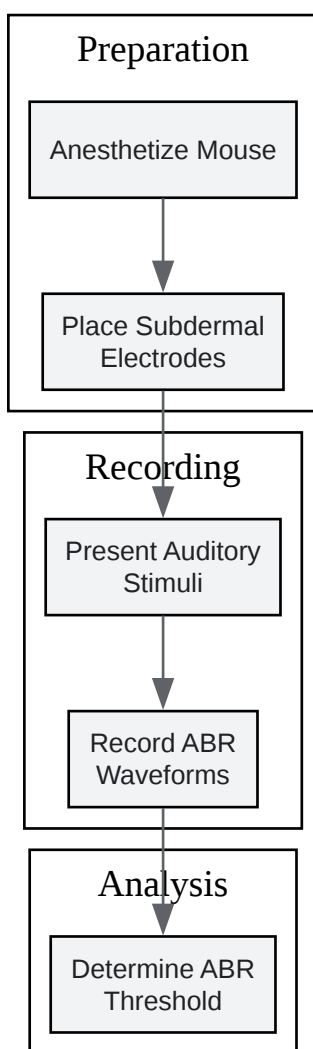 Preparation
Anesthetize Mouse
Place Subdermal
Electrodes
Recording
Present Auditory
Stimuli
Record ABR
Waveforms
Analysis
Determine ABR
Threshold